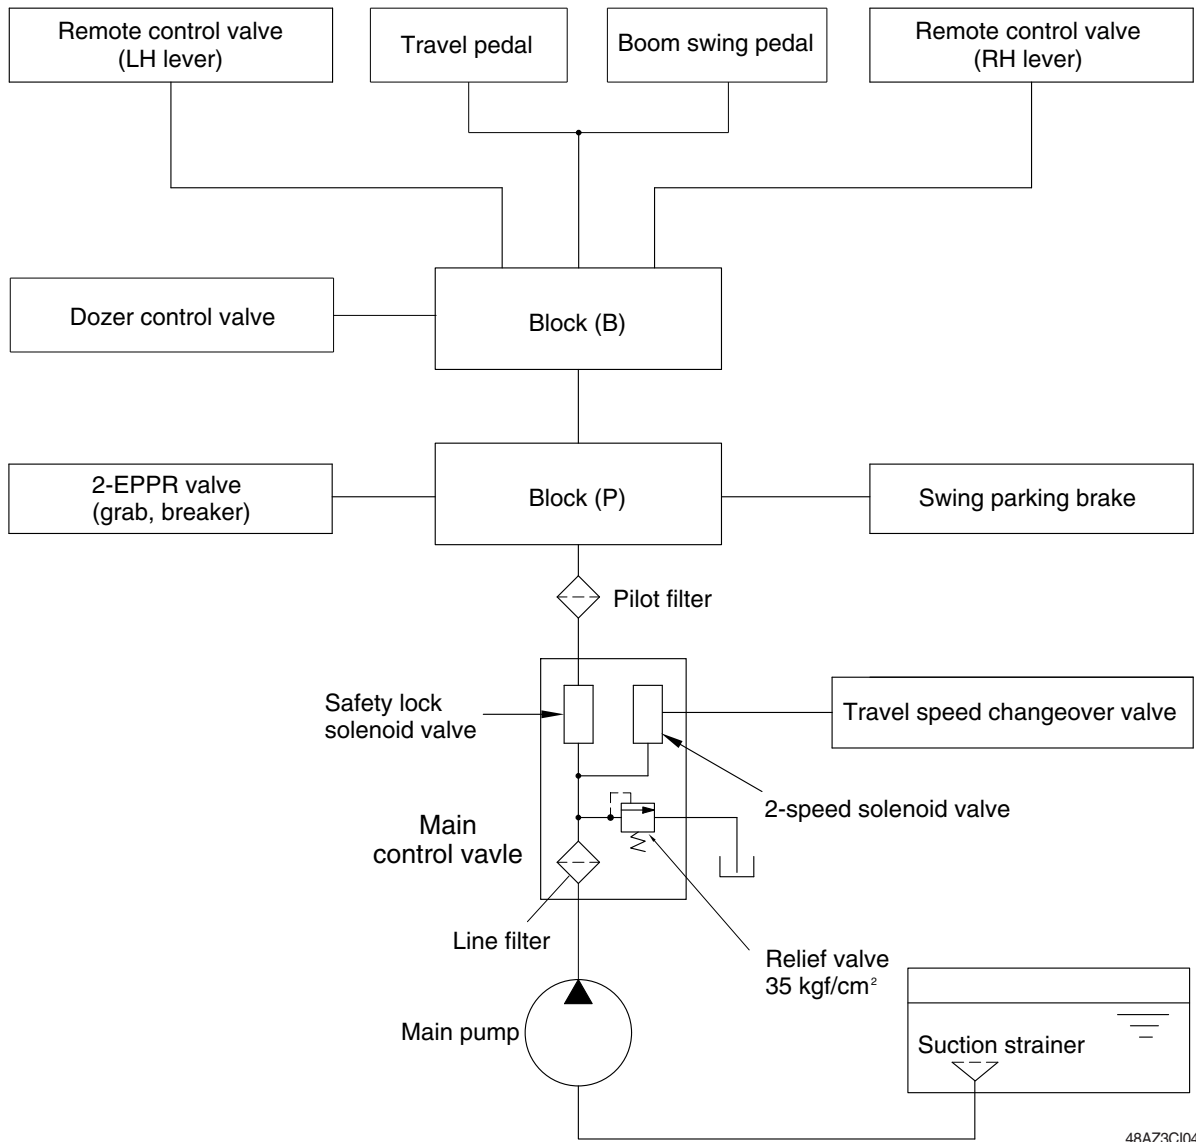 Remote control valve
(LH lever)
Travel pedal
Boom swing pedal
Remote control valve
(RH lever)
Dozer control valve
Block (B)
2-EPPR valve
(grab, breaker)
Block (P)
Swing parking brake
Pilot filter
Safety lock
solenoid valve
Travel speed changeover valve
2-speed solenoid valve
Main
control vavle
Line filter
Relief valve
35 kgf/cm²
Main pump
Suction strainer
48AZ3CI04